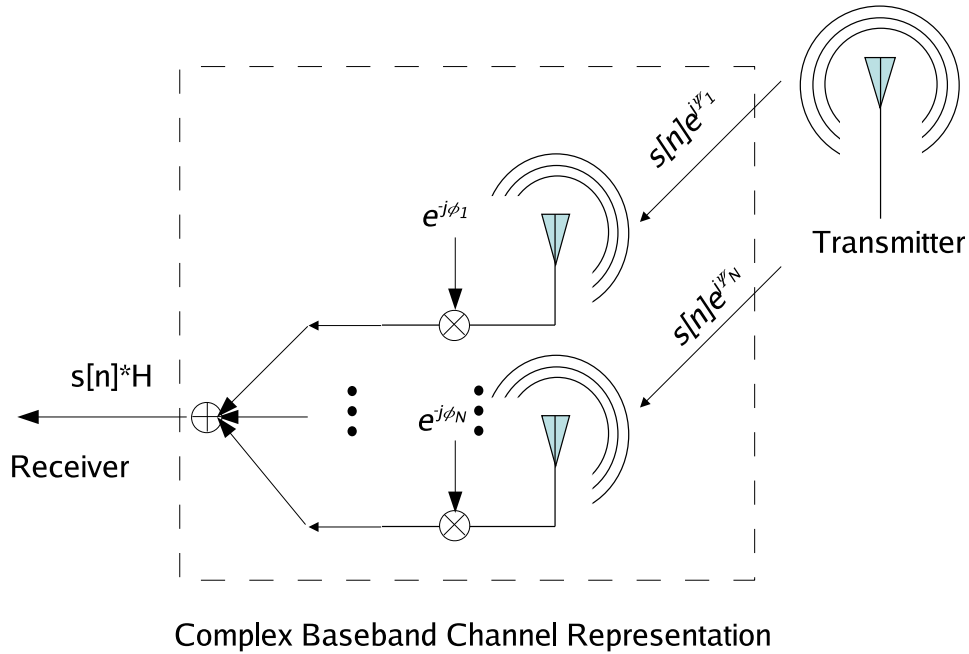 s[n]e^{jψ_1}
Transmitter
e^{-jϕ_1}
s[n]e^{jψ_N}
s[n]*H
e^{-jϕ_N}
Receiver
Complex Baseband Channel Representation